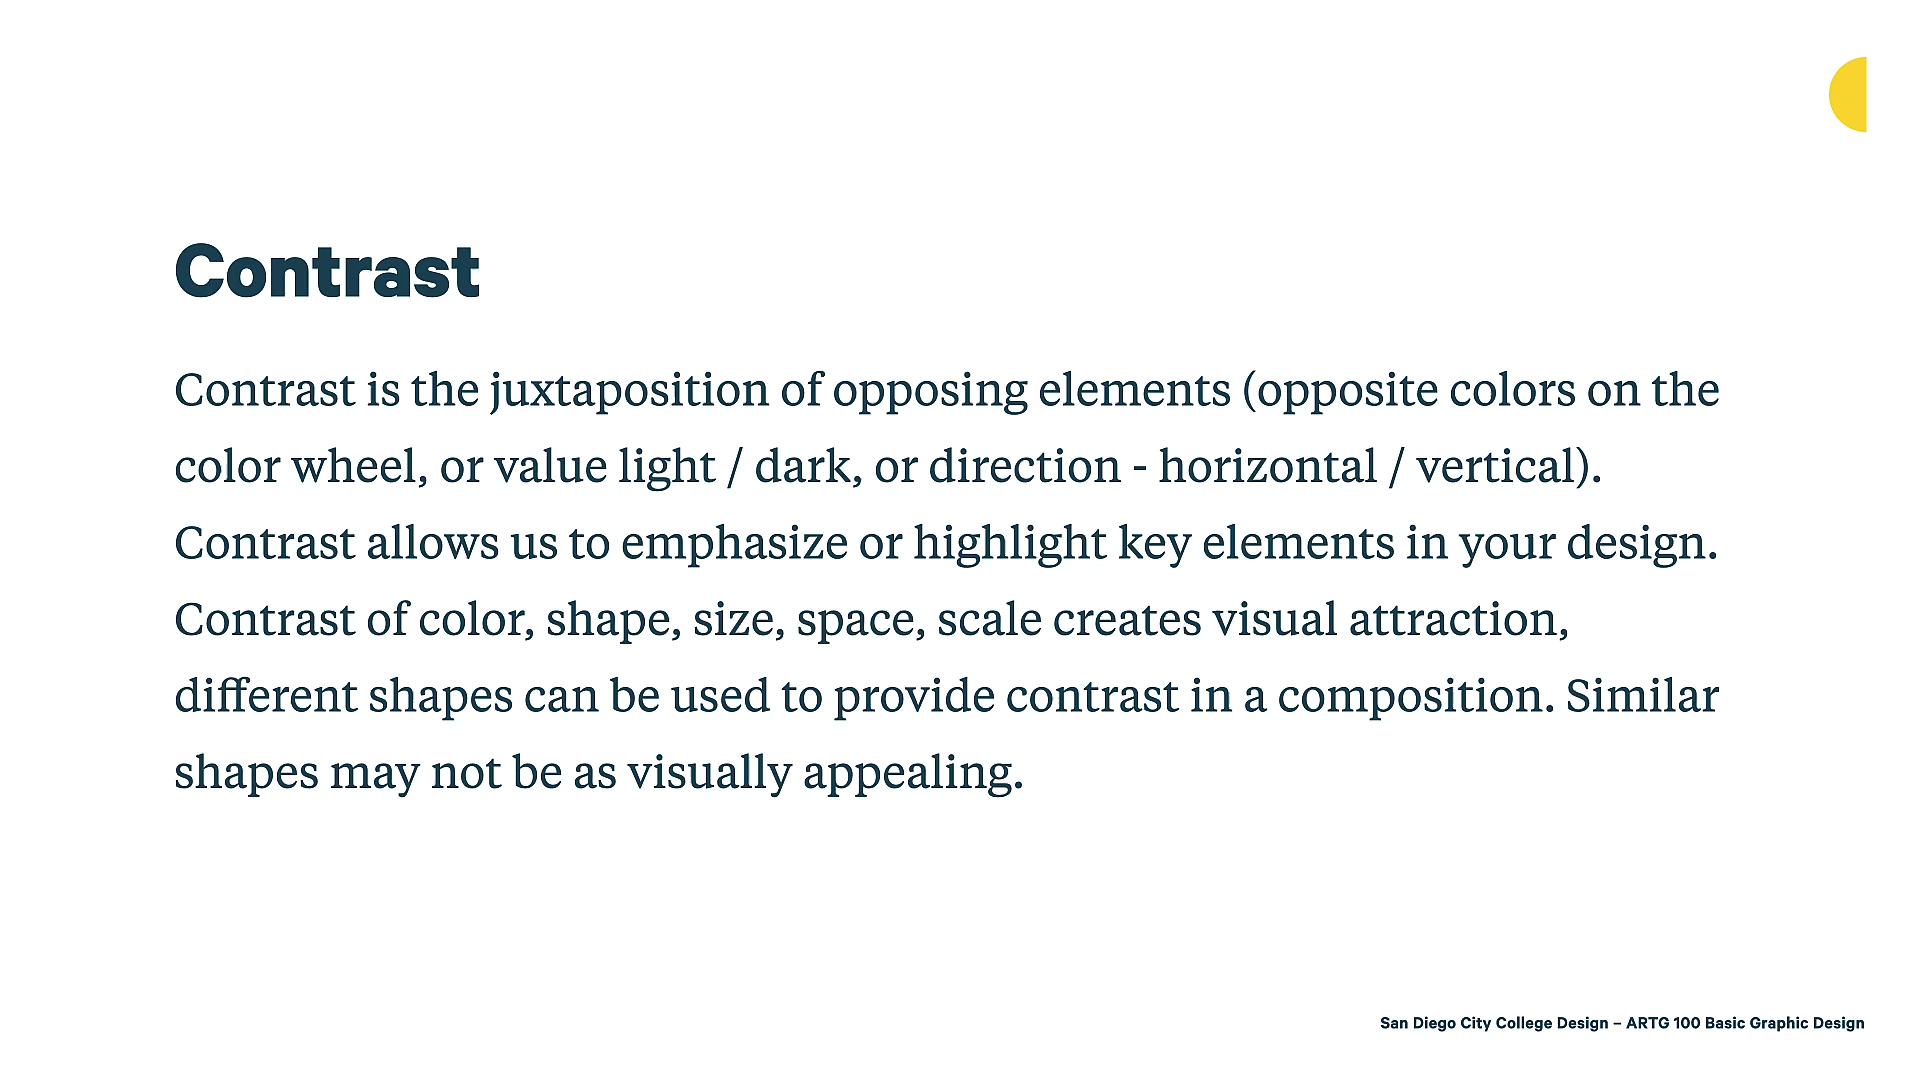 Contrast
Contrast is the juxtaposition of opposing elements (opposite colors on the
color wheel, or value light / dark, or direction - horizontal / vertical).
Contrast allows us to emphasize or highlight key elements in your design.
Contrast of color, shape, size, space, scale creates visual attraction,
different shapes can be used to provide contrast in a composition. Similar
shapes may not be as visually appealing.
San Diego City College Design – ARTG 100 Basic Graphic Design